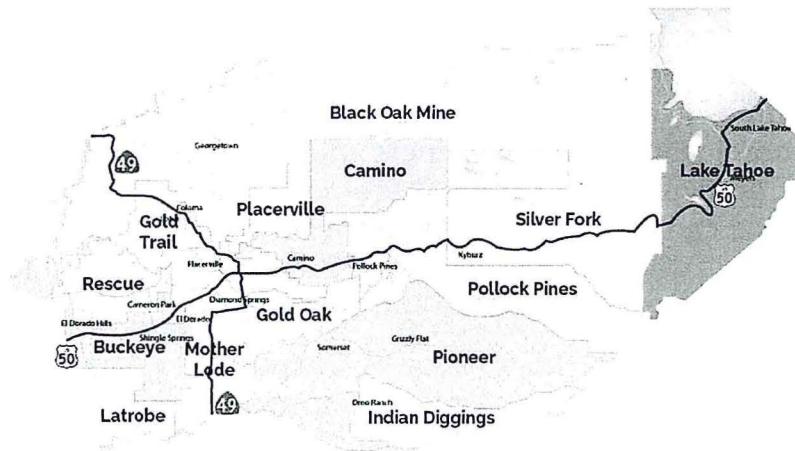 Black Oak Mine
Georgetown
49
Camino
South Lake Tahoe
Lake Tahoe
Meyers
50
Coloma
Gold
Trail
Placerville
Silver Fork
Placerville
Camino
Pollock Pines
Kyburz
Rescue
Cameron Park
Diamond Springs
Pollock Pines
El Dorado Hills
El Dorado
Gold Oak
Shingle Springs
Buckeye
50
Mother
Lode
Somerset
Grizzly Flat
Pioneer
Latrobe
49
Omo Ranch
Indian Diggings